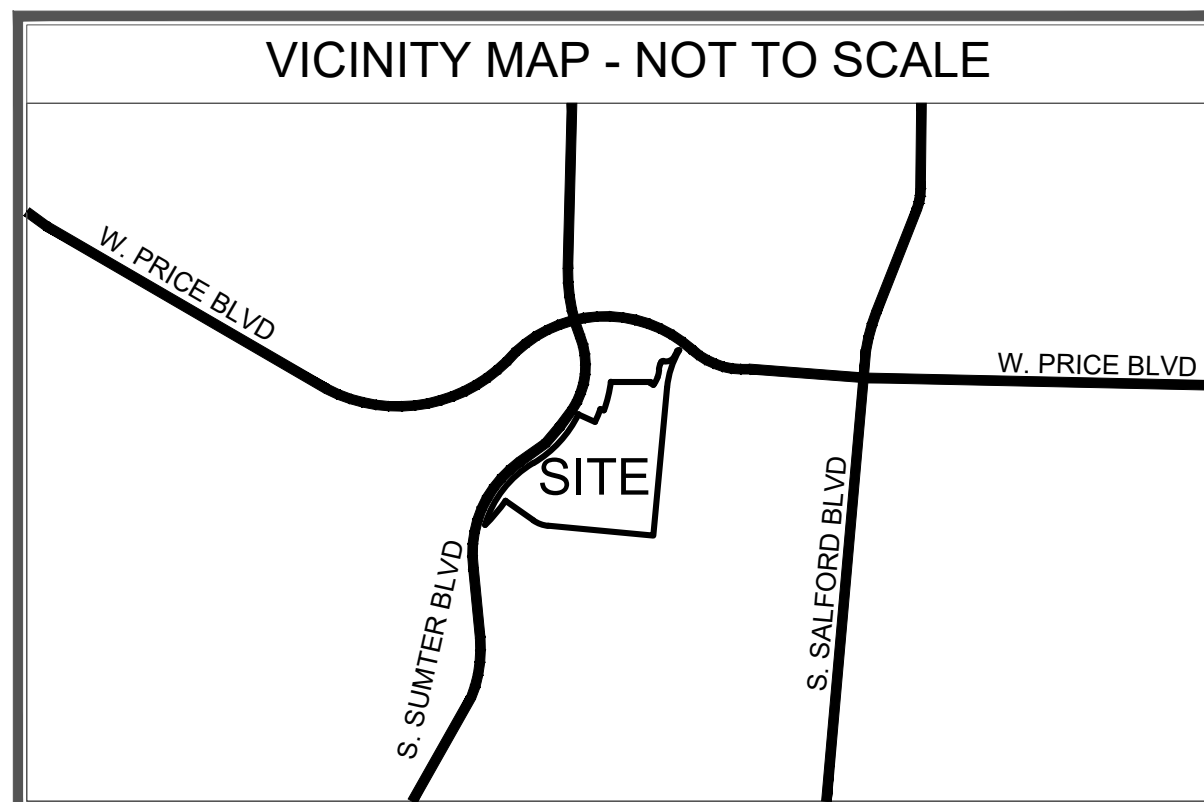 VICINITY MAP - NOT TO SCALE
W. PRICE BLVD
W. PRICE BLVD
SITE
S. SUMTER BLVD
S. SALFORD BLVD